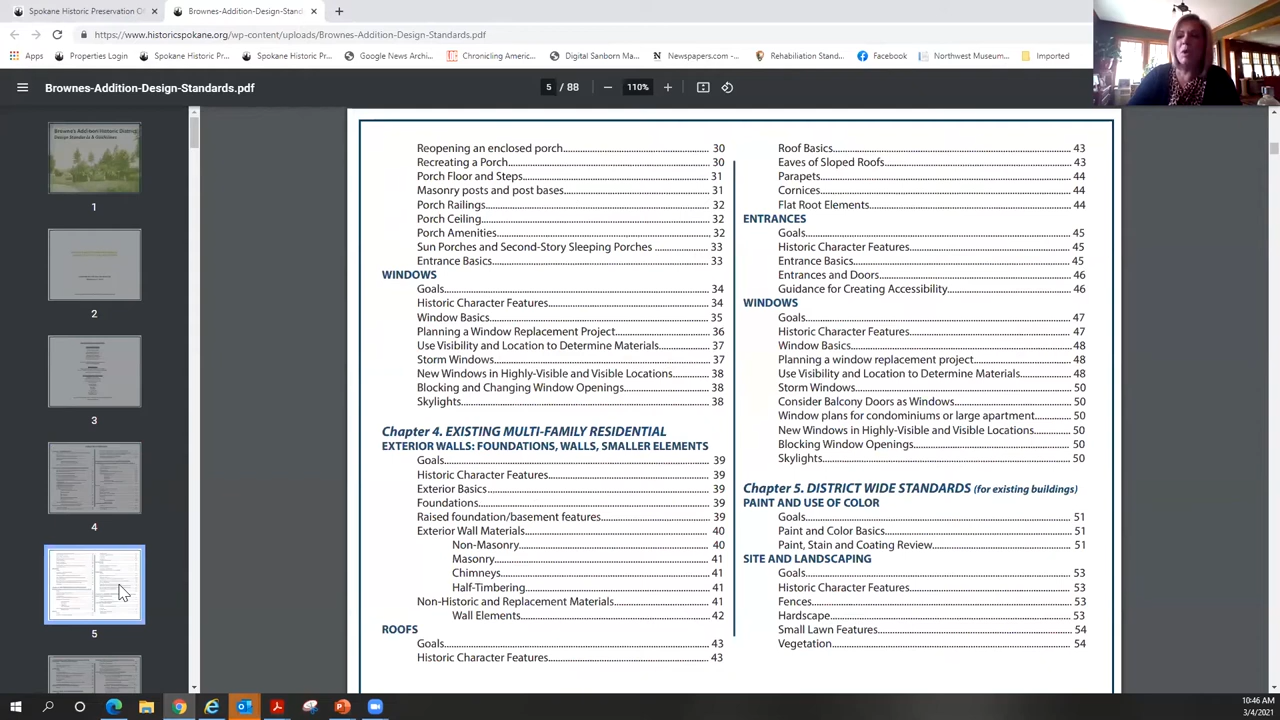 Spokane Historic Preservation Of
Brownes-Addition-Design-Stand
https://www.historicspokane.org/wp-content/uploads/Brownes-Addition-Design-Standards.pdf
Apps
Property Login
Spokane Historic Pr...
Spokane Historic Pr...
Google News Archi...
Chronicling Americ...
Digital Sanborn Ma...
Newspapers.com -...
Rehabilitation Stand...
Facebook
Northwest Museum...
Imported
Brownes-Addition-Design-Standards.pdf
5 / 88
110%
Browne's Addition Historic District
Design Standards & Guidelines
1
2
3
4
5
Reopening an enclosed porch 30
Recreating a Porch 30
Porch Floor and Steps 31
Masonry posts and post bases 31
Porch Railings 32
Porch Ceiling 32
Porch Amenities 32
Sun Porches and Second-Story Sleeping Porches 33
Entrance Basics 33
WINDOWS
Goals 34
Historic Character Features 34
Window Basics 35
Planning a Window Replacement Project 36
Use Visibility and Location to Determine Materials 37
Storm Windows 37
New Windows in Highly-Visible and Visible Locations 38
Blocking and Changing Window Openings 38
Skylights 38
Chapter 4. EXISTING MULTI-FAMILY RESIDENTIAL
EXTERIOR WALLS: FOUNDATIONS, WALLS, SMALLER ELEMENTS
Goals 39
Historic Character Features 39
Exterior Basics 39
Foundations 39
Raised foundation/basement features 39
Exterior Wall Materials 40
Non-Masonry 40
Masonry 41
Chimneys 41
Half-Timbering 41
Non-Historic and Replacement Materials 41
Wall Elements 42
ROOFS
Goals 43
Historic Character Features 43
Roof Basics 43
Eaves of Sloped Roofs 43
Parapets 44
Cornices 44
Flat Root Elements 44
ENTRANCES
Goals 45
Historic Character Features 45
Entrance Basics 45
Entrances and Doors 46
Guidance for Creating Accessibility 46
WINDOWS
Goals 47
Historic Character Features 47
Window Basics 48
Planning a window replacement project 48
Use Visibility and Location to Determine Materials 48
Storm Windows 50
Consider Balcony Doors as Windows 50
Window plans for condominiums or large apartment 50
New Windows in Highly-Visible and Visible Locations 50
Blocking Window Openings 50
Skylights 50
Chapter 5. DISTRICT WIDE STANDARDS (for existing buildings)
PAINT AND USE OF COLOR
Goals 51
Paint and Color Basics 51
Paint, Stain and Coating Review 51
SITE AND LANDSCAPING
Goals 53
Historic Character Features 53
Fences 53
Hardscape 53
Small Lawn Features 54
Vegetation 54
10:46 AM
3/4/2021